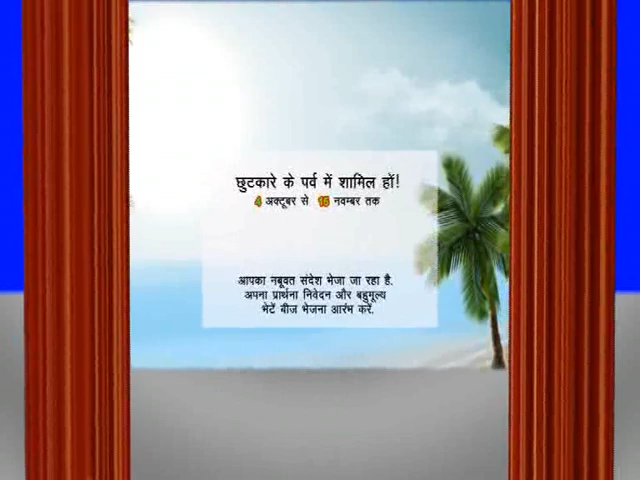 छुटकारे के पर्व में शामिल हों!
4 अक्टूबर से 16 नवम्बर तक
आपका नबूवत संदेश भेजा जा रहा है.
अपना प्रार्थना निवेदन और बहुमूल्य
भेटें बीज भेजना आरंभ करें.